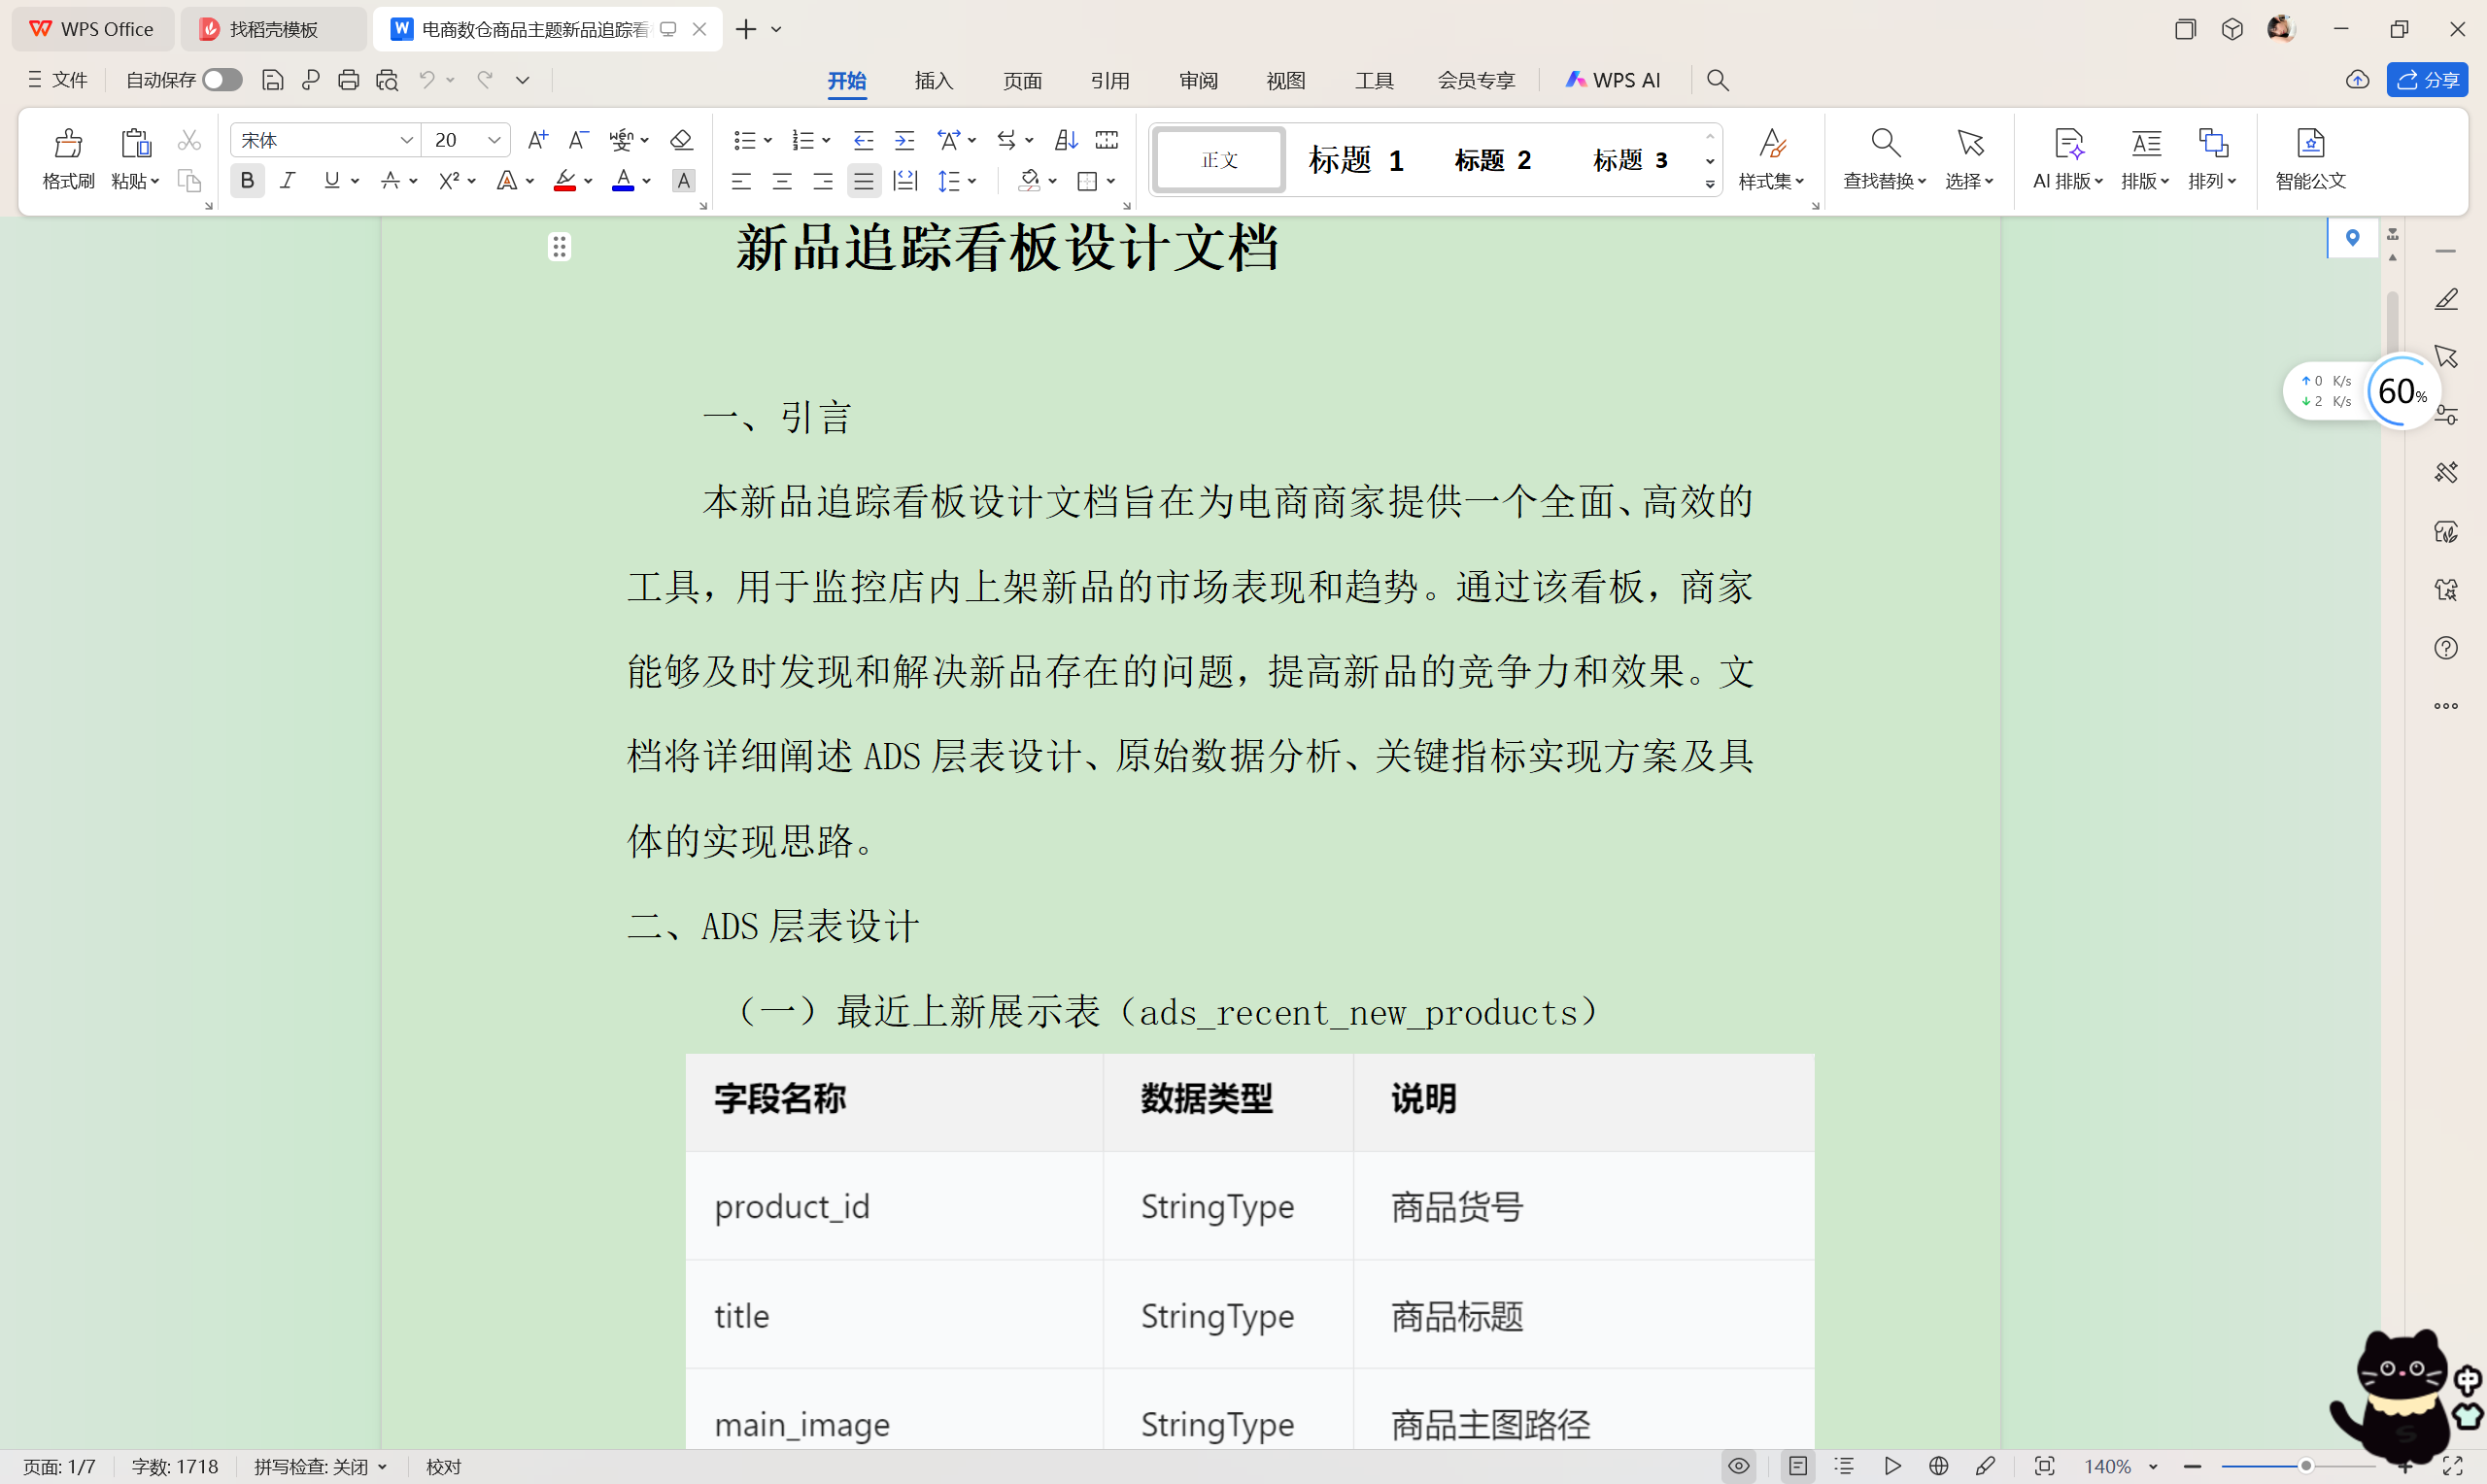 WPS Office 找稻壳模板 电商数仓商品主题新品追踪看
文件 自动保存 开始 插入 页面 引用 审阅 视图 工具 会员专享 WPS AI 分享
宋体 20
格式刷 粘贴 正文 标题 1 标题 2 标题 3 样式集 查找替换 选择 AI 排版 排版 排列 智能公文
新品追踪看板设计文档
一、引言
本新品追踪看板设计文档旨在为电商商家提供一个全面、高效的
工具，用于监控店内上架新品的市场表现和趋势。通过该看板，商家
能够及时发现和解决新品存在的问题，提高新品的竞争力和效果。文
档将详细阐述 ADS 层表设计、原始数据分析、关键指标实现方案及具
体的实现思路。
二、ADS 层表设计
（一）最近上新展示表（ads_recent_new_products）
字段名称 数据类型 说明
product_id StringType 商品货号
title StringType 商品标题
main_image StringType 商品主图路径
0 K/s
2 K/s
60%
中
页面: 1/7 字数: 1718 拼写检查: 关闭 校对 140%